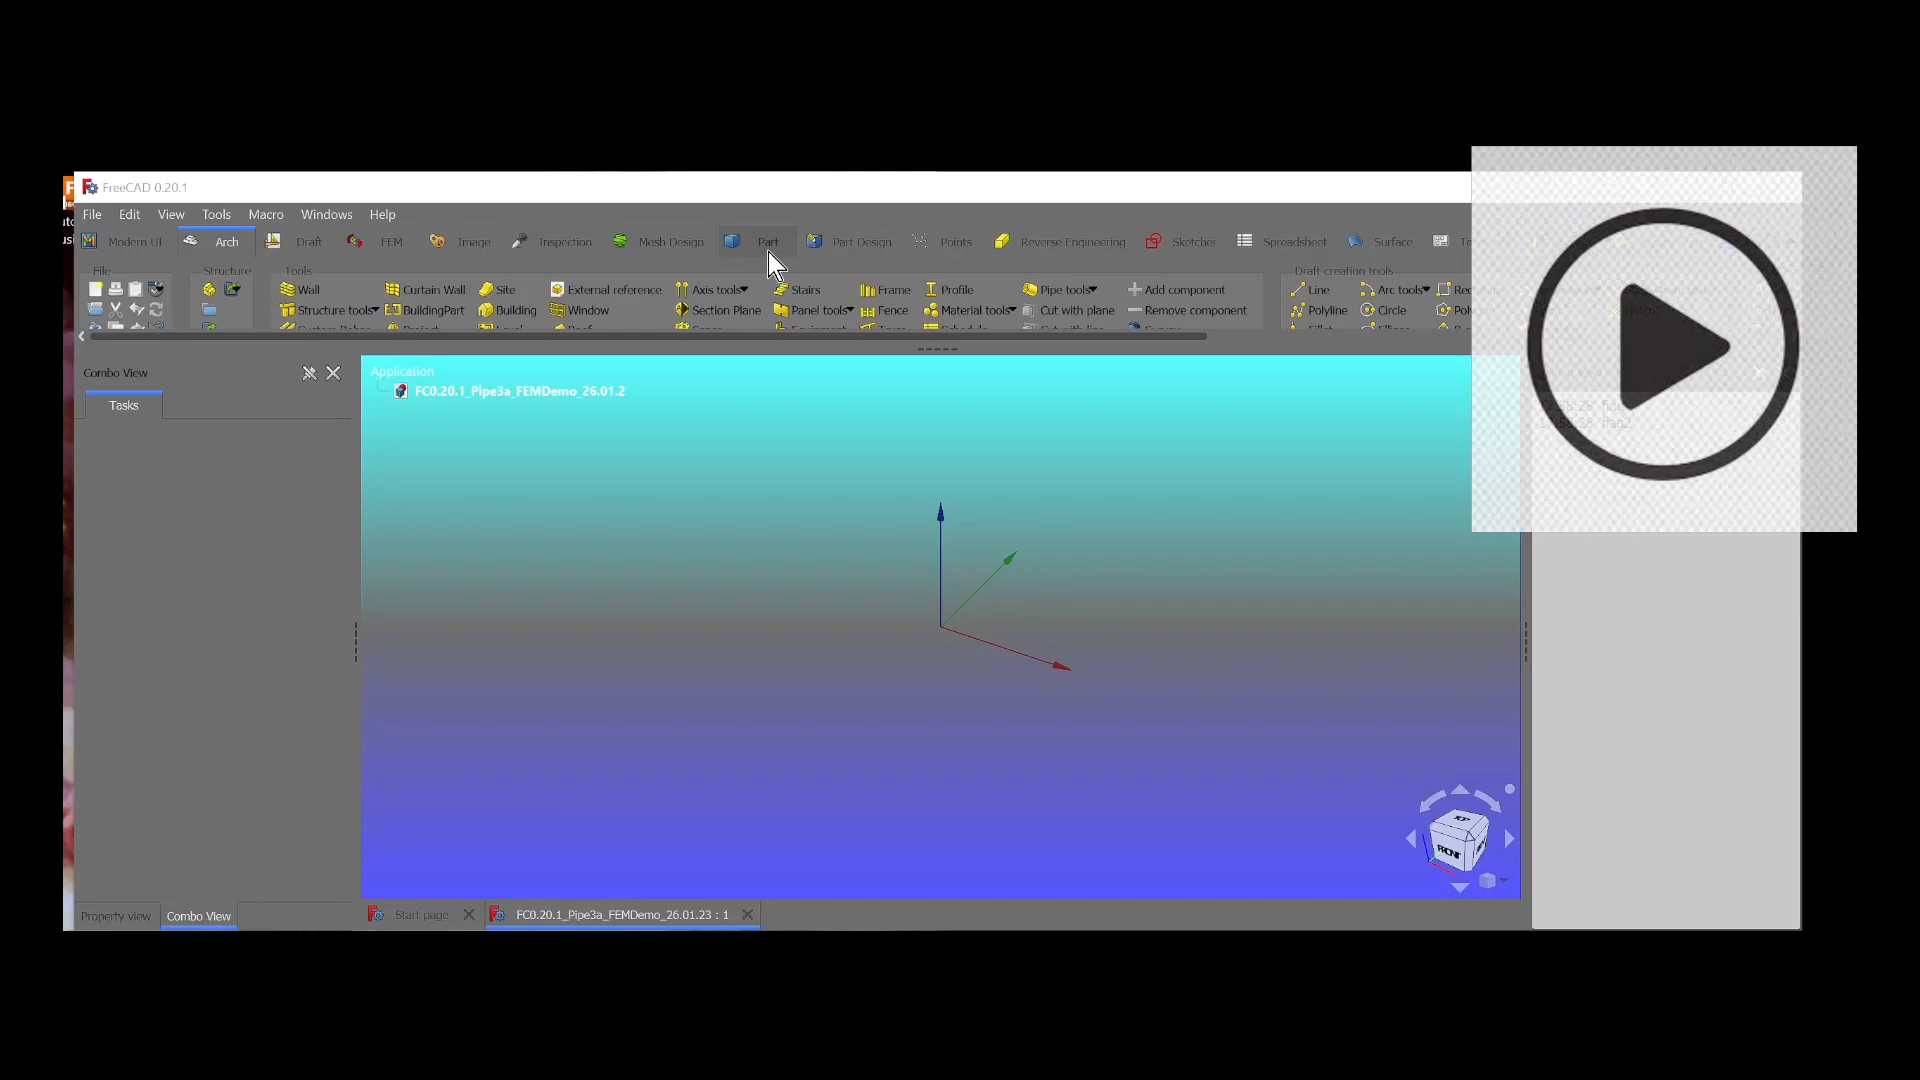 FreeCAD 0.20.1
File Edit View Tools Macro Windows Help
Modern UI Arch Draft FEM Image Inspection Mesh Design Part Part Design Points Reverse Engineering Sketcher Spreadsheet Surface
File Structure Tools Draft creation tools
Wall Curtain Wall Site External reference Axis tools Stairs Frame Profile Pipe tools Add component Line Arc tools
Structure tools BuildingPart Building Window Section Plane Panel tools Fence Material tools Cut with plane Remove component Polyline Circle
Combo View
Tasks
Application
FC0.20.1_Pipe3a_FEMDemo_26.01.2
TOP
FRONT
Property view Combo View
Start page
FC0.20.1_Pipe3a_FEMDemo_26.01.23 : 1